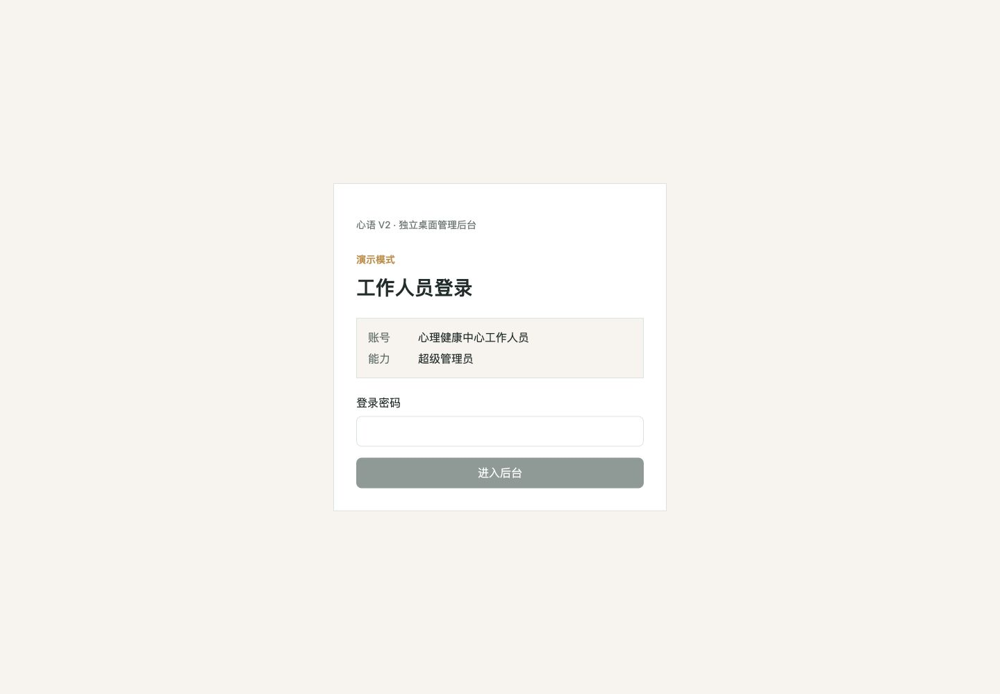 心语 V2 · 独立桌面管理后台
演示模式
工作人员登录
账号 心理健康中心工作人员
能力 超级管理员
登录密码
进入后台